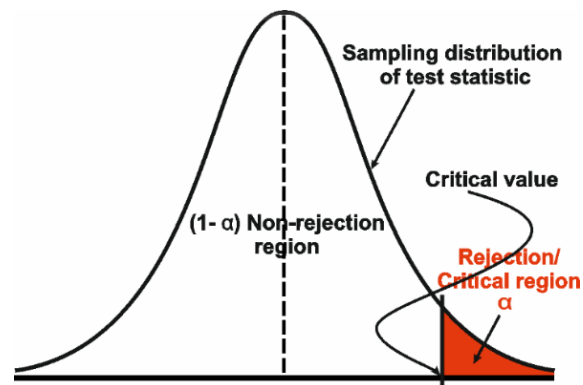 Sampling distribution
of test statistic
Critical value
(1- α) Non-rejection
region
Rejection/
Critical region
α